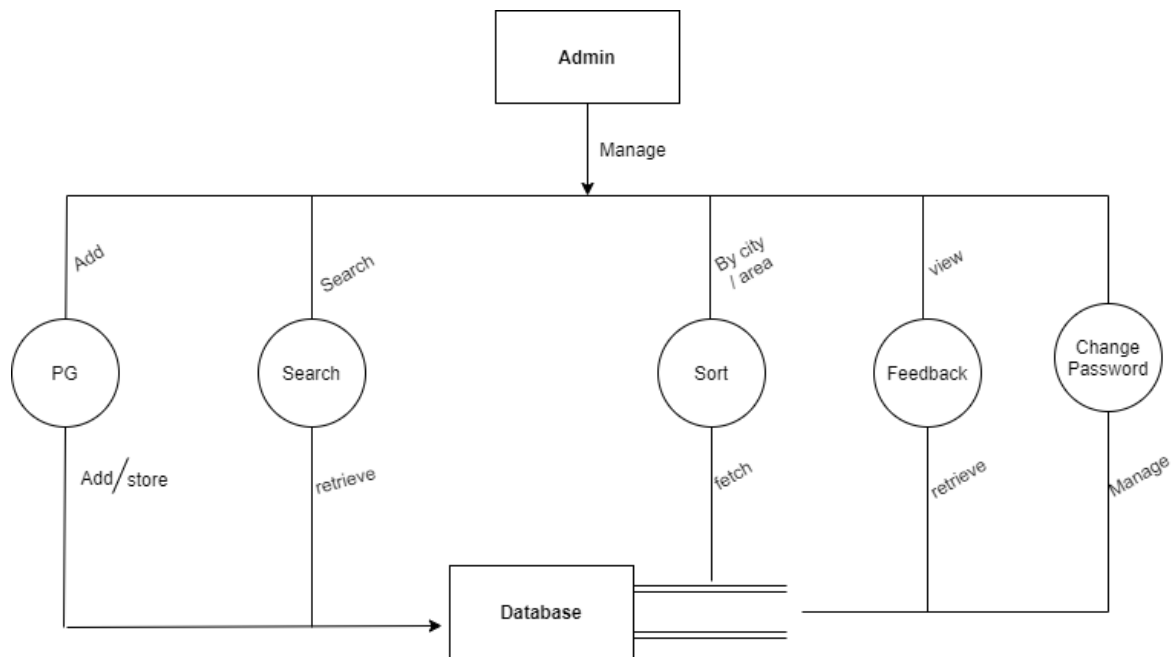 Admin
Manage
Add
Search
By city
/ area
view
PG
Search
Sort
Feedback
Change
Password
Add/store
retrieve
fetch
retrieve
Manage
Database